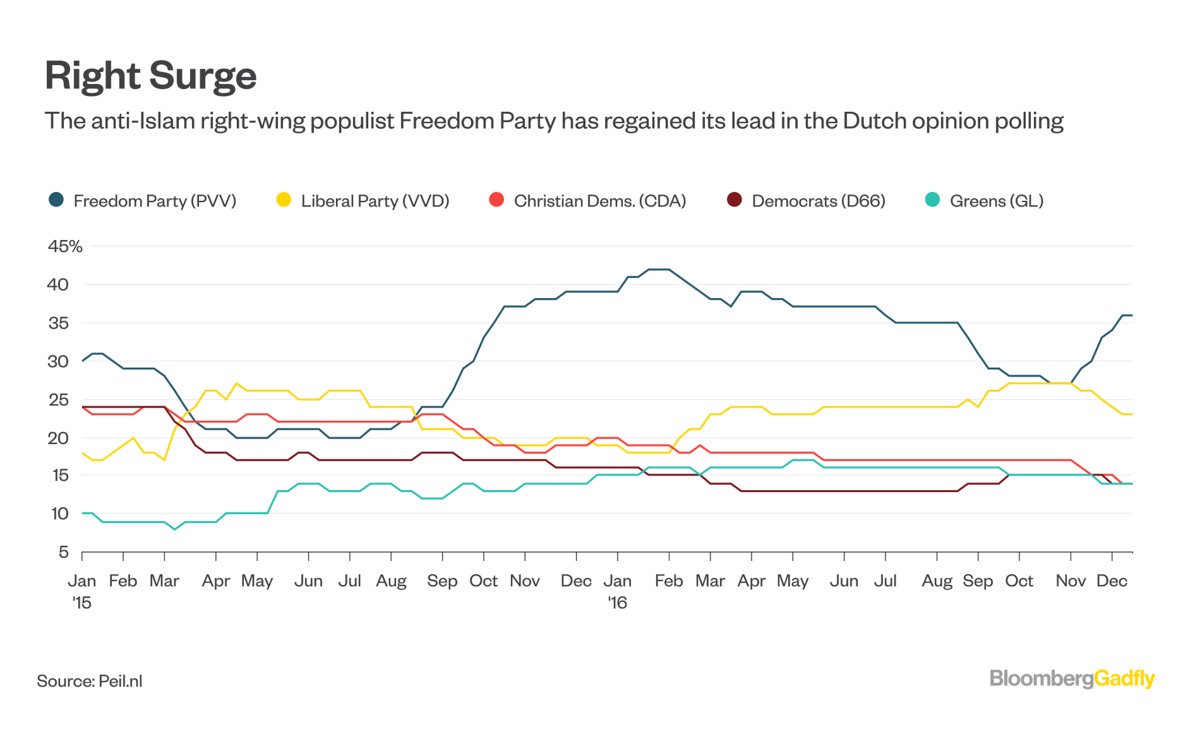 Right Surge
The anti-Islam right-wing populist Freedom Party has regained its lead in the Dutch opinion polling
Freedom Party (PVV) Liberal Party (VVD) Christian Dems. (CDA) Democrats (D66) Greens (GL)
45%
40
35
30
25
20
15
10
5
Jan Feb Mar Apr May Jun Jul Aug Sep Oct Nov Dec Jan Feb Mar Apr May Jun Jul Aug Sep Oct Nov Dec
'15 '16
Source: Peil.nl
BloombergGadfly